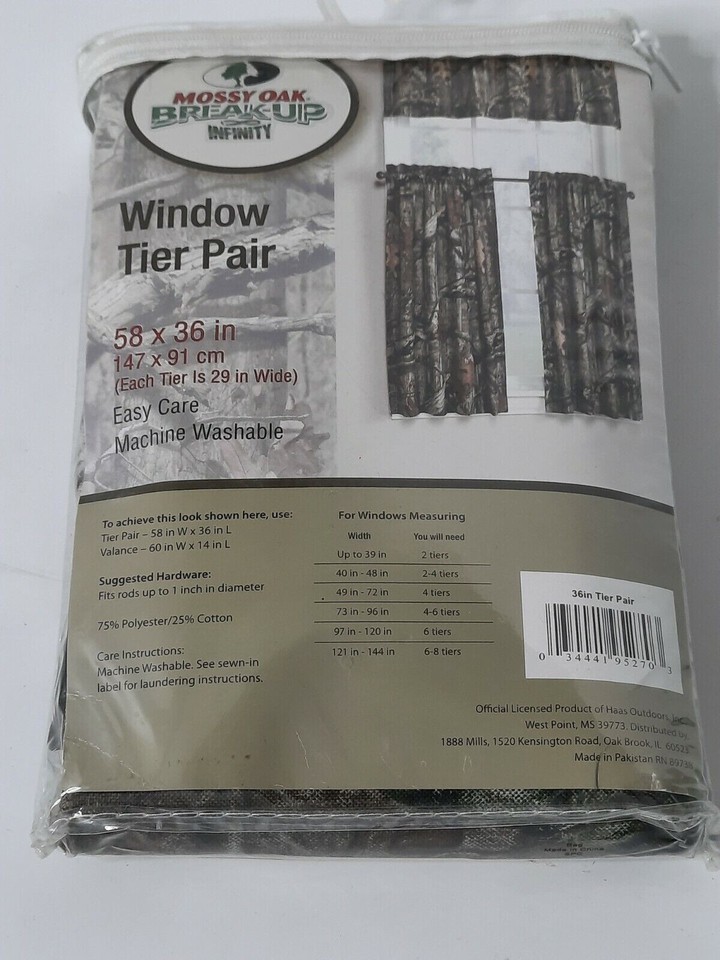 MOSSY OAK
BREAK-UP
INFINITY
Window
Tier Pair
58 x 36 in
147 x 91 cm
(Each Tier Is 29 in Wide)
Easy Care
Machine Washable
To achieve this look shown here, use:
Tier Pair – 58 in W x 36 in L
Valance – 60 in W x 14 in L
Suggested Hardware:
Fits rods up to 1 inch in diameter
75% Polyester/25% Cotton
Care Instructions:
Machine Washable. See sewn-in
label for laundering instructions.
For Windows Measuring
Width You will need
Up to 39 in 2 tiers
40 in - 48 in 2-4 tiers
49 in - 72 in 4 tiers
73 in - 96 in 4-6 tiers
97 in - 120 in 6 tiers
121 in - 144 in 6-8 tiers
36in Tier Pair
0 34441 95270 3
Official Licensed Product of Haas Outdoors,
West Point, MS 39773. Distributed
1888 Mills, 1520 Kensington Road, Oak Brook, IL
Made in Pakistan RN
Bag
Made in China